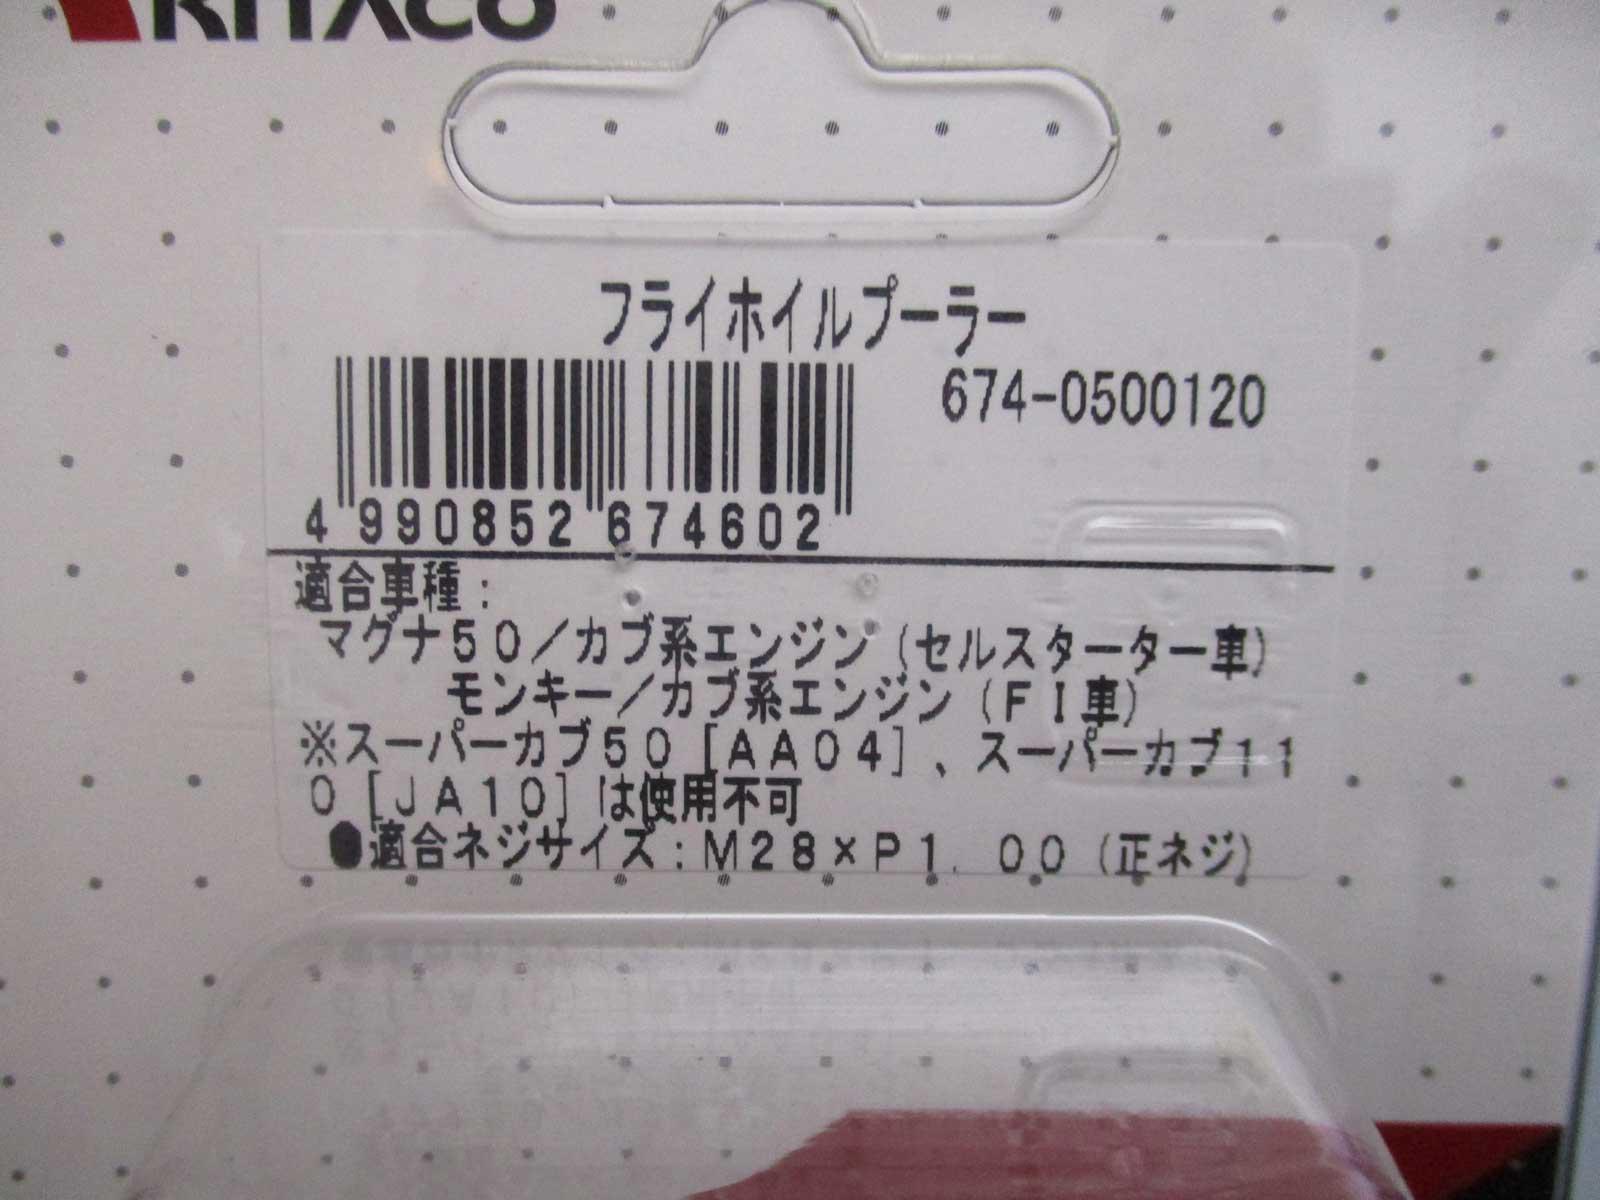 KITACO
フライホイルプーラー
674-0500120
4 990852 674602
適合車種：
マグナ50／カブ系エンジン（セルスターター車）
モンキー／カブ系エンジン（FI車）
※スーパーカブ50［AA04］、スーパーカブ11
0［JA10］は使用不可
●適合ネジサイズ：M28×P1.00（正ネジ）